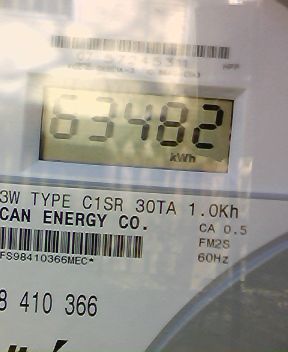 63482
kWh
3W TYPE C1SR 30TA 1.0Kh
CAN ENERGY CO. CA 0.5
FM2S
FS98410366MEC* 60Hz
8 410 366